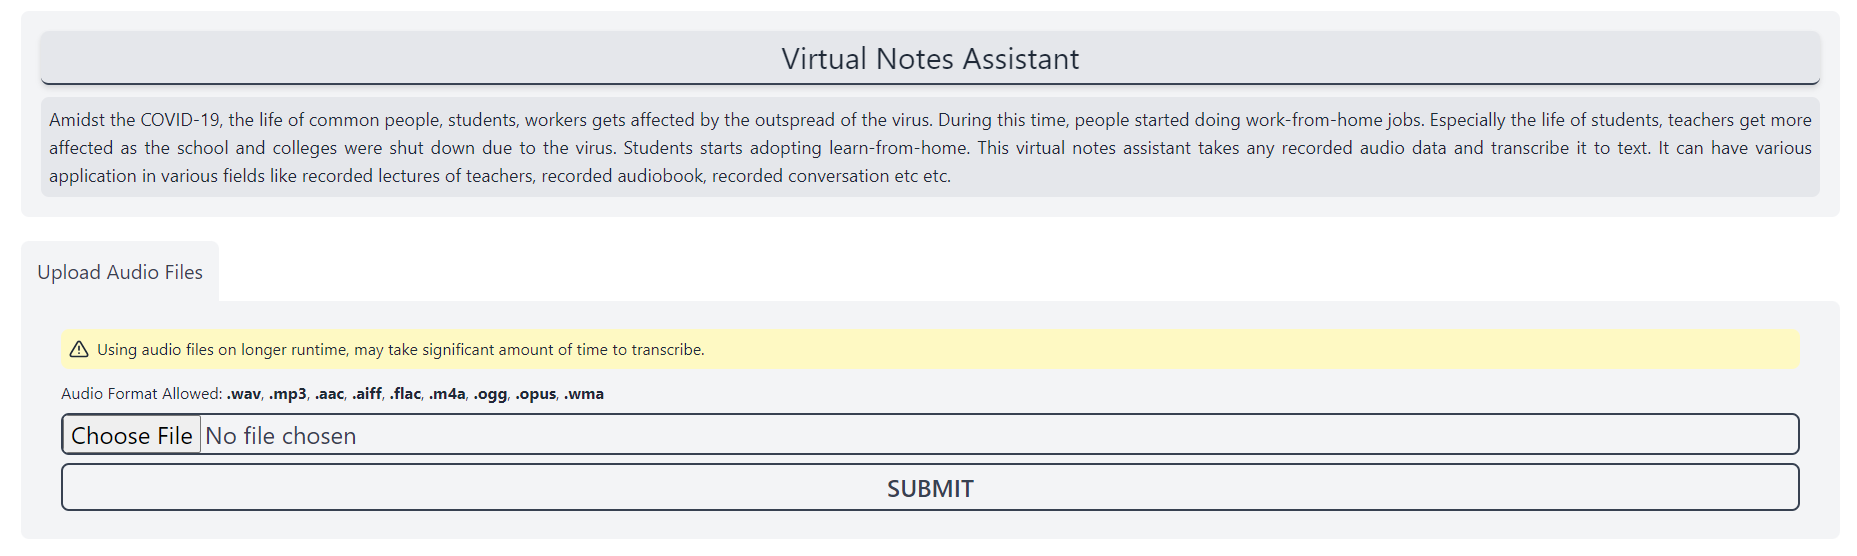 Virtual Notes Assistant
Amidst the COVID-19, the life of common people, students, workers gets affected by the outspread of the virus. During this time, people started doing work-from-home jobs. Especially the life of students, teachers get more
affected as the school and colleges were shut down due to the virus. Students starts adopting learn-from-home. This virtual notes assistant takes any recorded audio data and transcribe it to text. It can have various
application in various fields like recorded lectures of teachers, recorded audiobook, recorded conversation etc etc.
Upload Audio Files
Using audio files on longer runtime, may take significant amount of time to transcribe.
Audio Format Allowed: .wav, .mp3, .aac, .aiff, .flac, .m4a, .ogg, .opus, .wma
Choose File No file chosen
SUBMIT